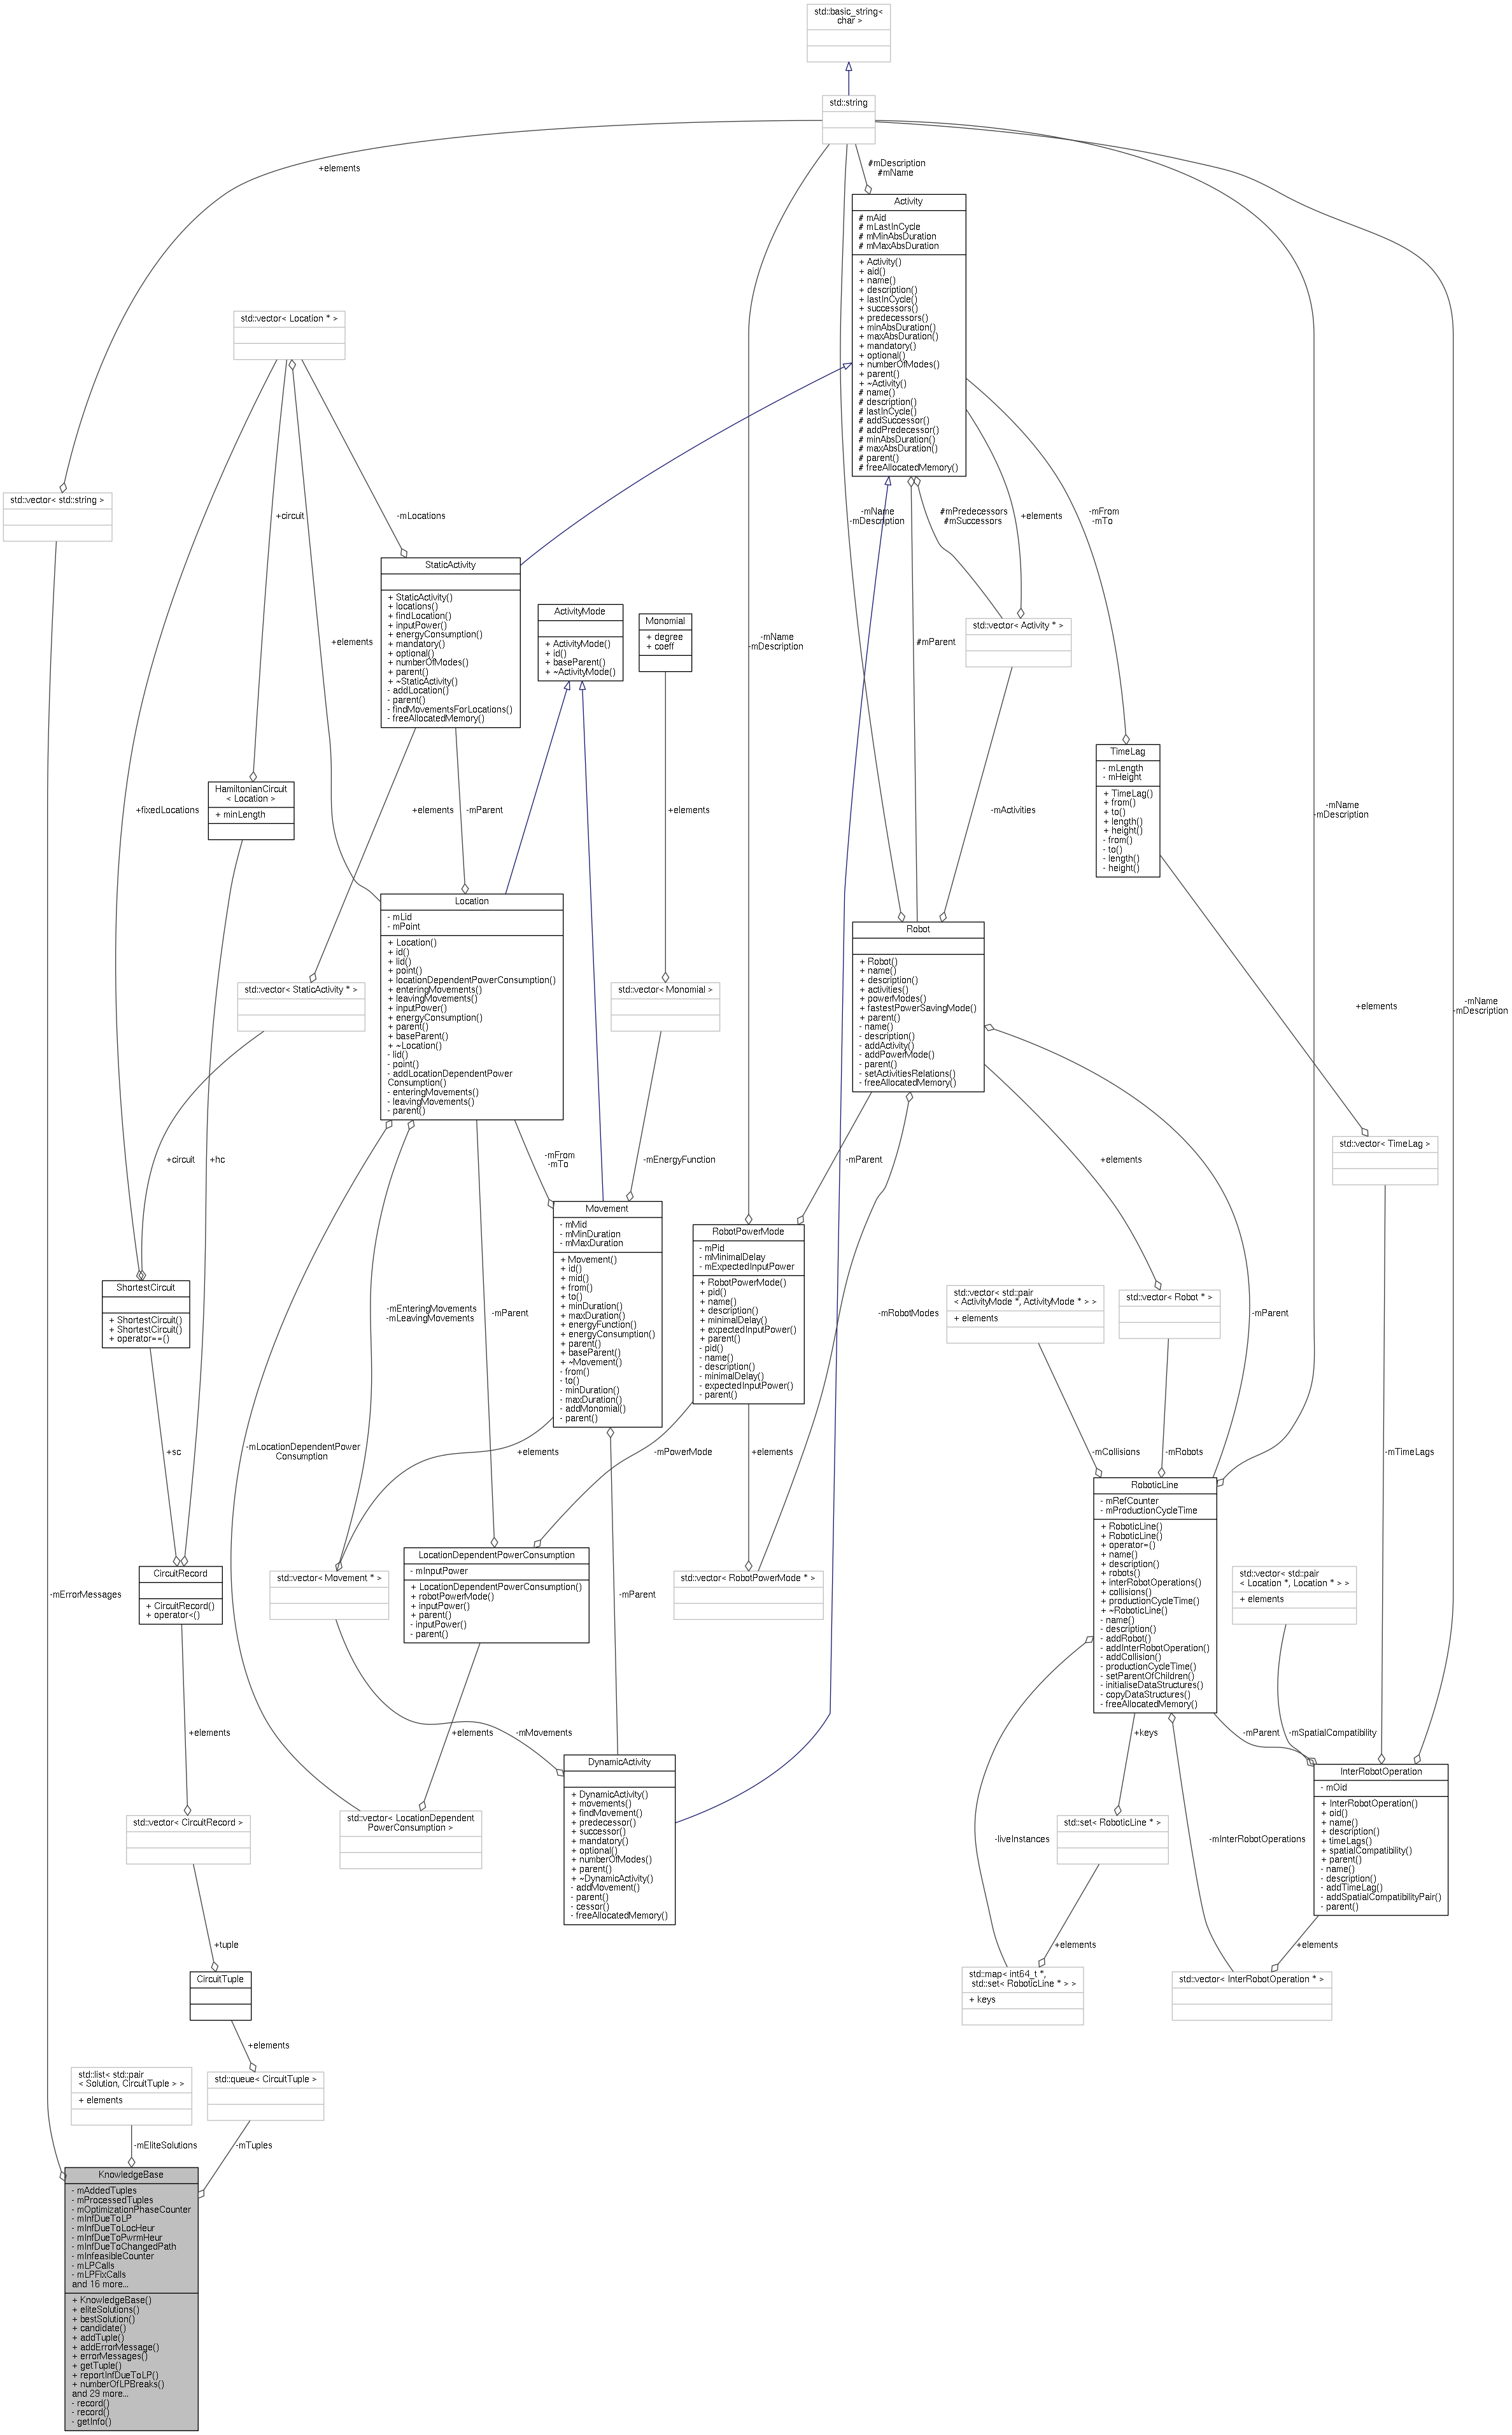 std::basic_string<
char >
std::string
+elements
#mDescription
#mName
Activity
# mAid
# mLastInCycle
# mMinAbsDuration
# mMaxAbsDuration
+ Activity()
+ aid()
+ name()
+ description()
+ lastInCycle()
+ successors()
+ predecessors()
+ minAbsDuration()
+ maxAbsDuration()
+ mandatory()
+ optional()
+ numberOfModes()
+ parent()
+ ~Activity()
# name()
# description()
# lastInCycle()
# addSuccessor()
# addPredecessor()
# minAbsDuration()
# maxAbsDuration()
# parent()
# freeAllocatedMemory()
std::vector< Location * >
std::vector< std::string >
+circuit
-mLocations
-mName
-mDescription
#mPredecessors
#mSuccessors
+elements
-mFrom
-mTo
StaticActivity
+ StaticActivity()
+ locations()
+ findLocation()
+ inputPower()
+ energyConsumption()
+ mandatory()
+ optional()
+ numberOfModes()
+ parent()
+ ~StaticActivity()
- addLocation()
- parent()
- findMovementsForLocations()
- freeAllocatedMemory()
ActivityMode
+ ActivityMode()
+ id()
+ baseParent()
+ ~ActivityMode()
Monomial
+ degree
+ coeff
+elements
-mName
-mDescription
#mParent
std::vector< Activity * >
TimeLag
- mLength
- mHeight
+ TimeLag()
+ from()
+ to()
+ length()
+ height()
- from()
- to()
- length()
- height()
HamiltonianCircuit
< Location >
+ minLength
+fixedLocations
+elements
-mParent
+elements
-mActivities
-mName
-mDescription
Location
- mLid
- mPoint
+ Location()
+ id()
+ lid()
+ point()
+ locationDependentPowerConsumption()
+ enteringMovements()
+ leavingMovements()
+ inputPower()
+ energyConsumption()
+ parent()
+ baseParent()
+ ~Location()
- lid()
- point()
- addLocationDependentPower
Consumption()
- enteringMovements()
- leavingMovements()
- parent()
Robot
+ Robot()
+ name()
+ description()
+ activities()
+ powerModes()
+ fastestPowerSavingMode()
+ parent()
- name()
- description()
- addActivity()
- addPowerMode()
- parent()
- setActivitiesRelations()
- freeAllocatedMemory()
std::vector< StaticActivity * >
std::vector< Monomial >
+elements
-mName
-mDescription
std::vector< TimeLag >
+circuit
+hc
-mFrom
-mTo
-mEnergyFunction
-mParent
+elements
Movement
- mMid
- mMinDuration
- mMaxDuration
+ Movement()
+ id()
+ mid()
+ from()
+ to()
+ minDuration()
+ maxDuration()
+ energyFunction()
+ energyConsumption()
+ parent()
+ baseParent()
+ ~Movement()
- from()
- to()
- minDuration()
- maxDuration()
- addMonomial()
- parent()
RobotPowerMode
- mPid
- mMinimalDelay
- mExpectedInputPower
+ RobotPowerMode()
+ pid()
+ name()
+ description()
+ minimalDelay()
+ expectedInputPower()
+ parent()
- pid()
- name()
- description()
- minimalDelay()
- expectedInputPower()
- parent()
ShortestCircuit
+ ShortestCircuit()
+ ShortestCircuit()
+ operator==()
-mEnteringMovements
-mLeavingMovements
-mParent
-mRobotModes
std::vector< std::pair
< ActivityMode *, ActivityMode * > >
+ elements
std::vector< Robot * >
-mParent
+sc
-mLocationDependentPower
Consumption
+elements
-mPowerMode
+elements
-mCollisions
-mRobots
-mTimeLags
RoboticLine
- mRefCounter
- mProductionCycleTime
+ RoboticLine()
+ RoboticLine()
+ operator=()
+ name()
+ description()
+ robots()
+ interRobotOperations()
+ collisions()
+ productionCycleTime()
+ ~RoboticLine()
- name()
- description()
- addRobot()
- addInterRobotOperation()
- addCollision()
- productionCycleTime()
- setParentOfChildren()
- initialiseDataStructures()
- copyDataStructures()
- freeAllocatedMemory()
-mErrorMessages
CircuitRecord
+ CircuitRecord()
+ operator<()
std::vector< Movement * >
LocationDependentPowerConsumption
- mInputPower
+ LocationDependentPowerConsumption()
+ robotPowerMode()
+ inputPower()
+ parent()
- inputPower()
- parent()
-mParent
std::vector< RobotPowerMode * >
std::vector< std::pair
< Location *, Location * > >
+ elements
+elements
+elements
-mMovements
+keys
-mParent
-mSpatialCompatibility
DynamicActivity
+ DynamicActivity()
+ movements()
+ findMovement()
+ predecessor()
+ successor()
+ mandatory()
+ optional()
+ numberOfModes()
+ parent()
+ ~DynamicActivity()
- addMovement()
- parent()
- cessor()
- freeAllocatedMemory()
InterRobotOperation
- mOid
+ InterRobotOperation()
+ oid()
+ name()
+ description()
+ timeLags()
+ spatialCompatibility()
+ parent()
- name()
- description()
- addTimeLag()
- addSpatialCompatibilityPair()
- parent()
std::vector< CircuitRecord >
std::vector< LocationDependent
PowerConsumption >
-liveInstances
std::set< RoboticLine * >
-mInterRobotOperations
+tuple
+elements
+elements
CircuitTuple
std::map< int64_t *,
std::set< RoboticLine * > >
+ keys
std::vector< InterRobotOperation * >
+elements
std::list< std::pair
< Solution, CircuitTuple > >
+ elements
std::queue< CircuitTuple >
-mEliteSolutions
-mTuples
KnowledgeBase
- mAddedTuples
- mProcessedTuples
- mOptimizationPhaseCounter
- mInfDueToLP
- mInfDueToLocHeur
- mInfDueToPwrmHeur
- mInfDueToChangedPath
- mInfeasibleCounter
- mLPCalls
- mLPFixCalls
and 16 more...
+ KnowledgeBase()
+ eliteSolutions()
+ bestSolution()
+ candidate()
+ addTuple()
+ addErrorMessage()
+ errorMessages()
+ getTuple()
+ reportInfDueToLP()
+ numberOfLPBreaks()
and 29 more...
- record()
- record()
- getInfo()